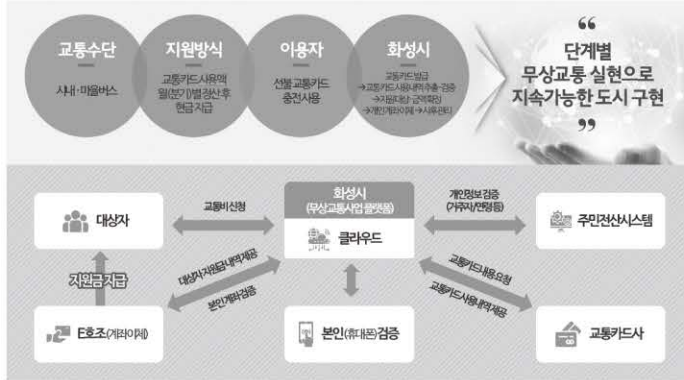 교통수단
시내·마을버스
지원방식
교통카드 사용액
월(분기)별 정산 후
현금 지급
이용자
선불 교통카드
충전 사용
화성시
교통카드 발급
→교통카드 사용내역 추출·검증
→지원대상·금액 확정
→개인계좌이체 →사후관리
“
단계별
무상교통 실현으로
지속가능한 도시 구현
”
대상자
교통비 신청
화성시
(무상교통사업 플랫폼)
클라우드
개인정보 검증
(거주지/연령 등)
주민전산시스템
지원금 지급
대상자 지원금 내역 제공
본인계좌 검증
교통카드 내용 요청
교통카드 사용내역 제공
E호조(계좌이체)
본인(휴대폰)검증
교통카드사